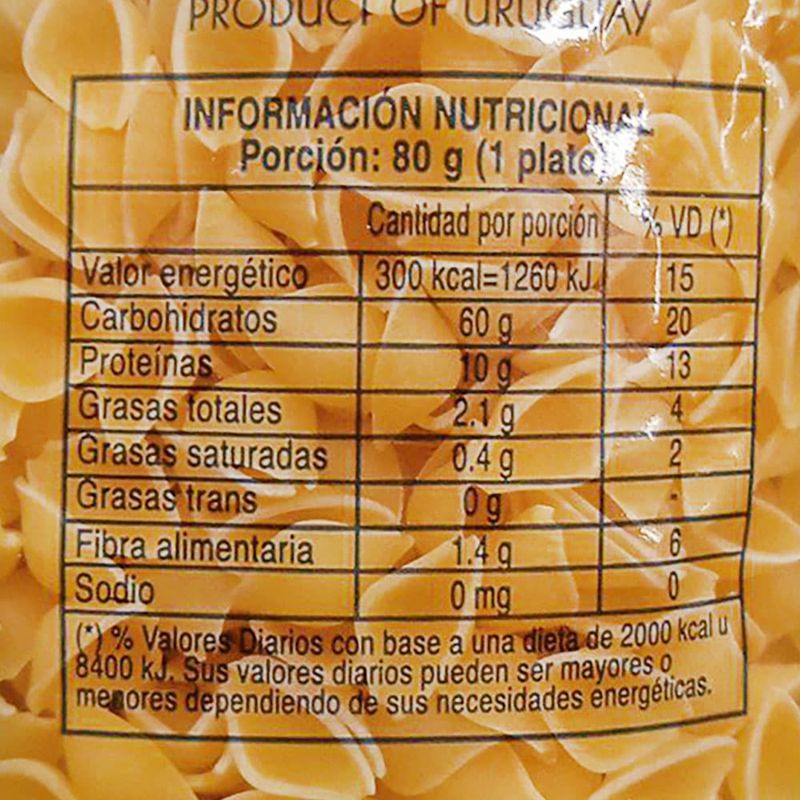 PRODUCT OF URUGUAY
INFORMACIÓN NUTRICIONAL
Porción: 80 g (1 plato)
Cantidad por porción % VD (*)
Valor energético 300 kcal=1260 kJ 15
Carbohidratos 60 g 20
Proteínas 10 g 13
Grasas totales 2.1 g 4
Grasas saturadas 0.4 g 2
Grasas trans 0 g -
Fibra alimentaria 1.4 g 6
Sodio 0 mg 0
(*) % Valores Diarios con base a una dieta de 2000 kcal u
8400 kJ. Sus valores diarios pueden ser mayores o
menores dependiendo de sus necesidades energéticas.